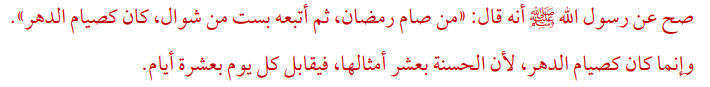 صح عن رسول الله ﷺ أنه قال: «من صام رمضان، ثم أتبعه بست من شوال، كان كصيام الدهر».
وإنما كان كصيام الدهر، لأن الحسنة بعشر أمثالها، فيقابل كل يوم بعشرة أيام.